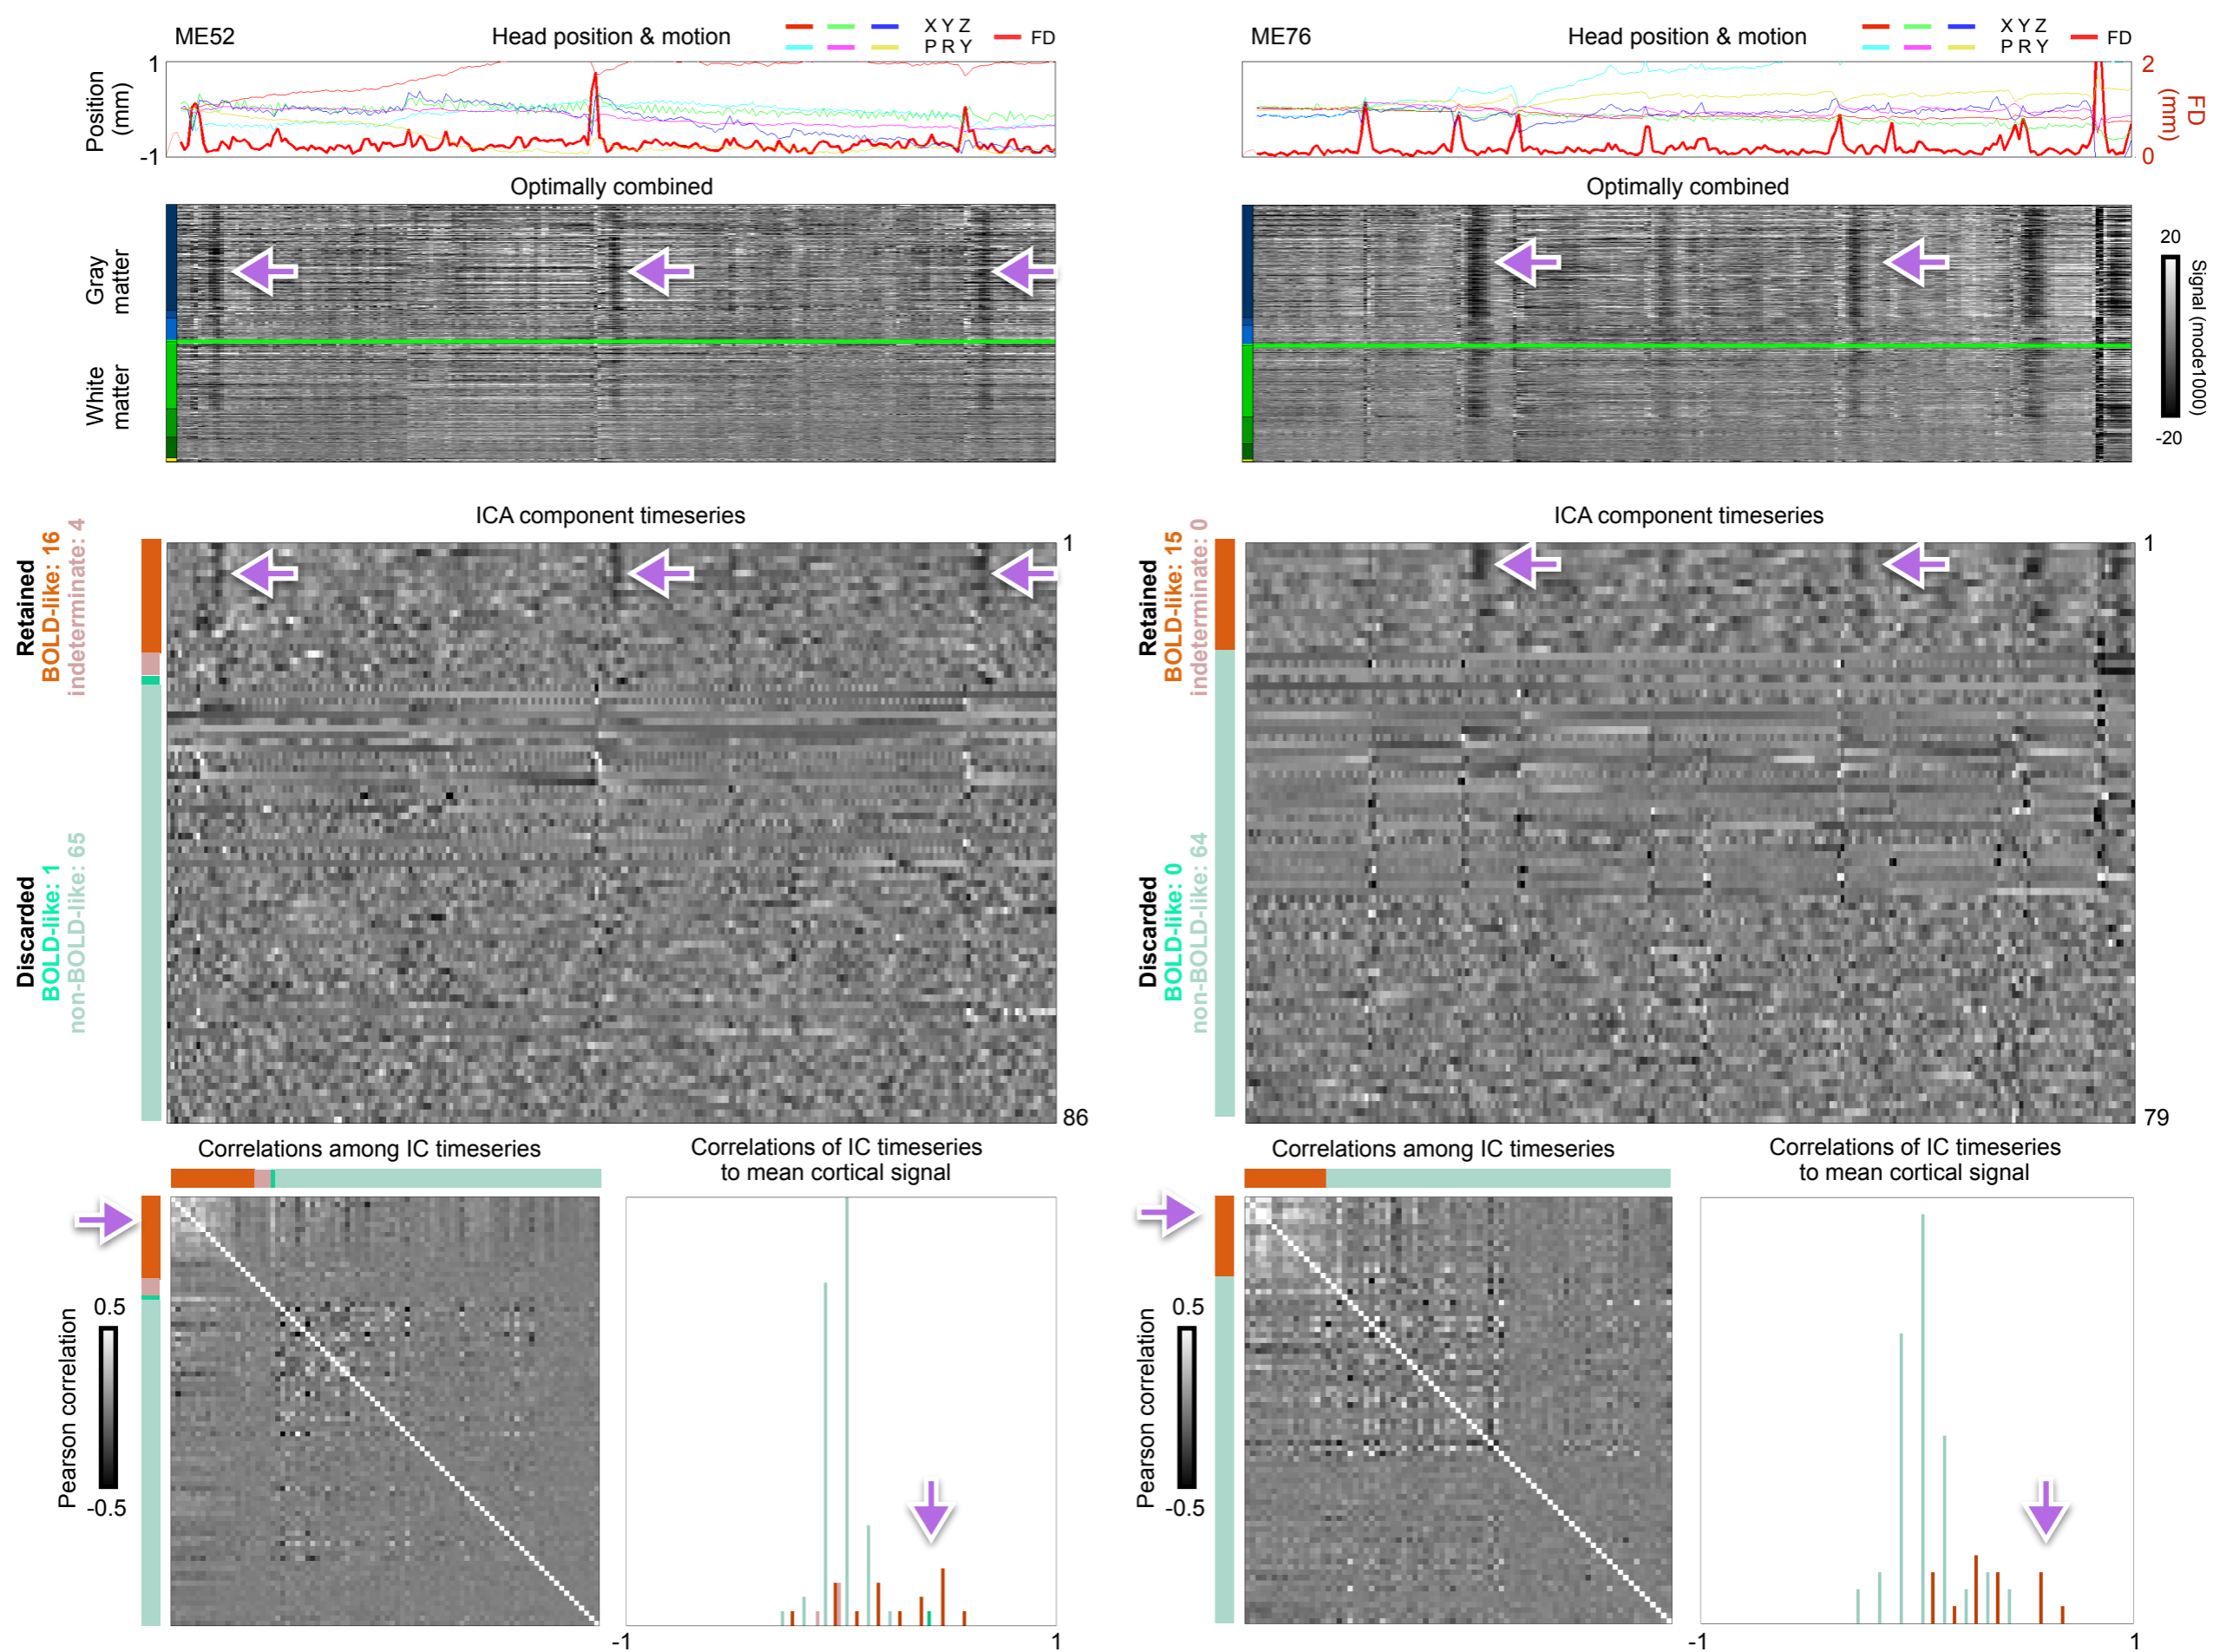 ME52
Head position & motion
X Y Z
P R Y
FD
1
Position
(mm)
-1
Optimally combined
Gray
matter
White
matter
ICA component timeseries
Retained
BOLD-like: 16
indeterminate: 4
Discarded
BOLD-like: 1
non-BOLD-like: 65
1
86
Correlations among IC timeseries
Pearson correlation
0.5
-0.5
Correlations of IC timeseries
to mean cortical signal
-1
1
ME76
Head position & motion
X Y Z
P R Y
FD
2
FD
(mm)
0
Optimally combined
20
Signal (mode1000)
-20
ICA component timeseries
Retained
BOLD-like: 15
indeterminate: 0
Discarded
BOLD-like: 0
non-BOLD-like: 64
1
79
Correlations among IC timeseries
Pearson correlation
0.5
-0.5
Correlations of IC timeseries
to mean cortical signal
-1
1